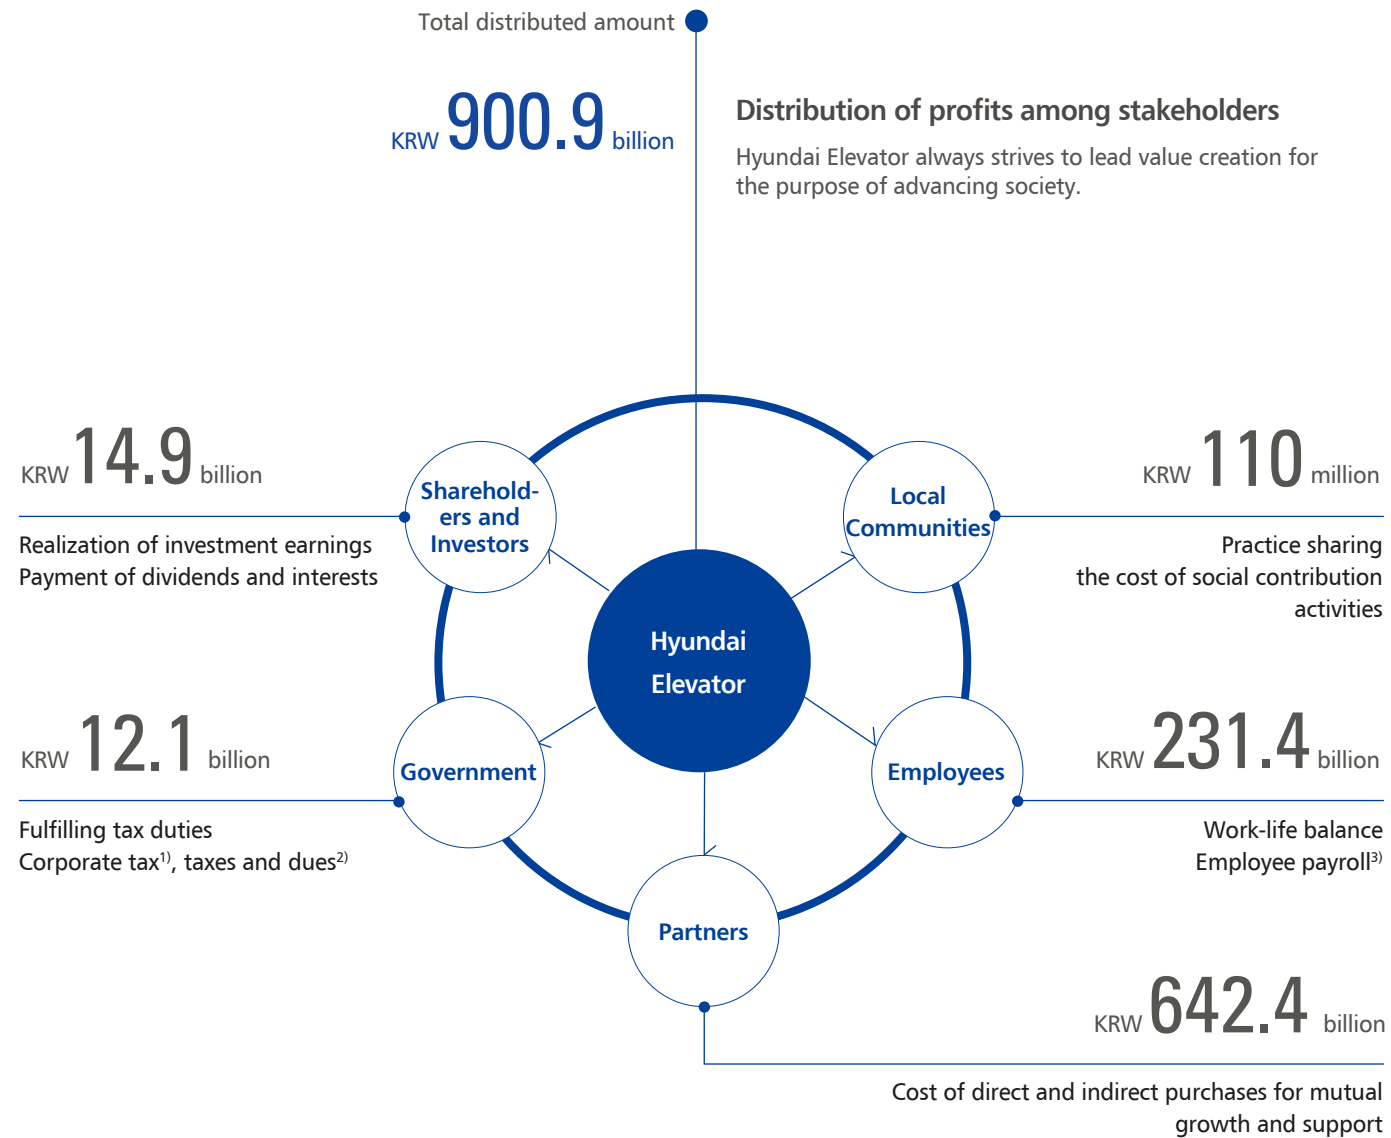 Total distributed amount
KRW 900.9 billion
Distribution of profits among stakeholders
Hyundai Elevator always strives to lead value creation for
the purpose of advancing society.
KRW 14.9 billion
Realization of investment earnings
Payment of dividends and interests
Sharehold-
ers and
Investors
Local
Communities
KRW 110 million
Practice sharing
the cost of social contribution
activities
Hyundai
Elevator
KRW 12.1 billion
Fulfilling tax duties
Corporate tax1), taxes and dues2)
Government
Employees
KRW 231.4 billion
Work-life balance
Employee payroll3)
Partners
KRW 642.4 billion
Cost of direct and indirect purchases for mutual
growth and support